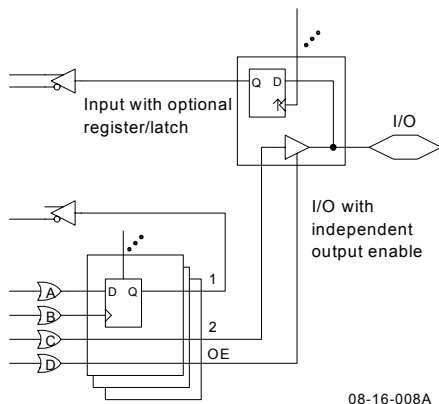 Q D
Input with optional
register/latch
I/O
I/O with
independent
output enable
A
D Q
1
B
C
2
D
OE
08-16-008A